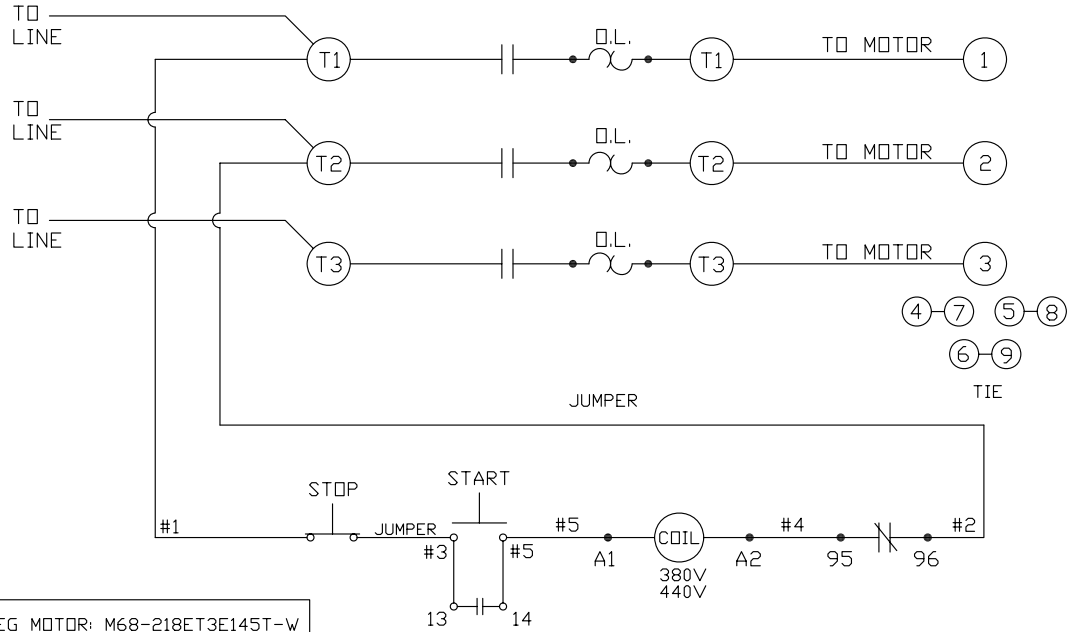 TO
LINE
T1
O.L.
T1
TO MOTOR
1
TO
LINE
T2
O.L.
T2
TO MOTOR
2
TO
LINE
T3
O.L.
T3
TO MOTOR
3
4
7
5
8
6
9
TIE
JUMPER
STOP
START
#1
JUMPER
#3
#5
#5
A1
COIL
380V
440V
A2
#4
95
96
#2
13
14
MOTOR: M68-218ET3E145T-W